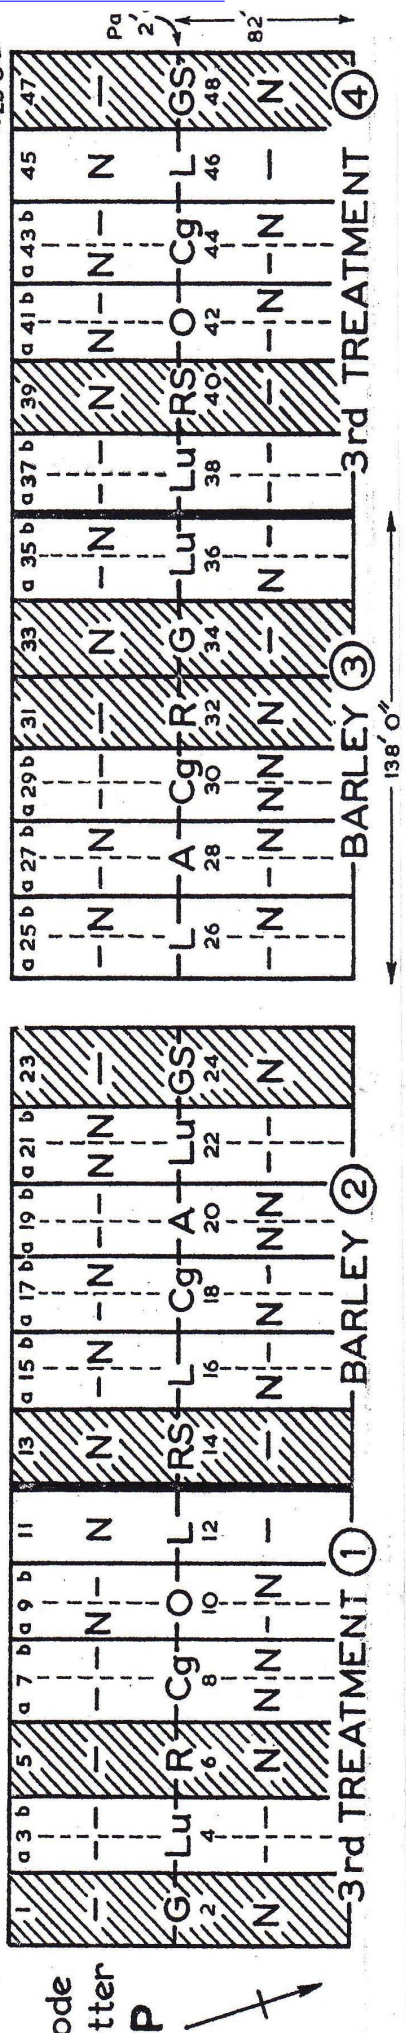 ode
tter
P
1 a 3 b 5 a 7 b a 9 b 11 13 a 15 b a 17 b a 19 b a 21 b 23 a 25 b a 27 b a 29 b 31 33 a 35 b a 37 b 39 a 41 b a 43 b 45 47
— — — — — — N — N N — N — N — — N N — — N — N — — — N — N — — N N — N — N —
G Lu R Cg O L RS L Cg A Lu GS L A Cg R G Lu Lu RS O Cg L GS
2 4 6 8 10 12 14 16 18 20 22 24 26 28 30 32 34 36 38 40 42 44 46 48
N — — N N N — N — — N — N — N N — — N — N — N N N N — N — — — — — N — N — N
3rd TREATMENT 1 BARLEY 2 BARLEY 3 3rd TREATMENT 4
138' 0"
Pa
2'
82'